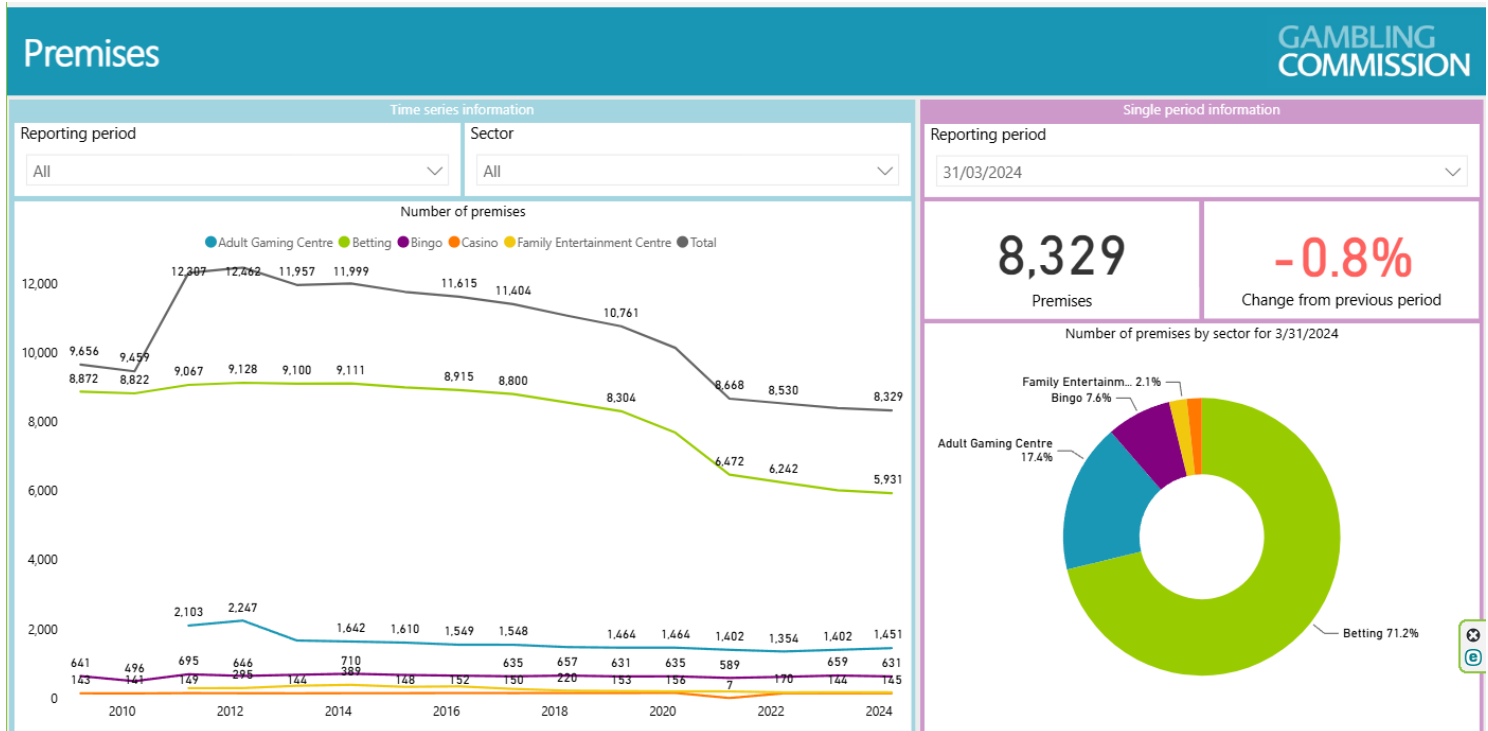 Premises
GAMBLING
COMMISSION
Time series information
Reporting period
Sector
All
All
Number of premises
Adult Gaming Centre Betting Bingo Casino Family Entertainment Centre Total
12,000
10,000
8,000
6,000
4,000
2,000
0
9,656 9,459 12,307 12,462 11,957 11,999 11,615 11,404 10,761 8,668 8,530 8,329
8,872 8,822 9,067 9,128 9,100 9,111 8,915 8,800 8,304 6,472 6,242 5,931
2,103 2,247 1,642 1,610 1,549 1,548 1,464 1,464 1,402 1,354 1,402 1,451
641 496 695 646 710 635 657 631 635 589 659 631
143 141 149 295 144 389 148 152 150 220 153 156 7 170 144 145
2010 2012 2014 2016 2018 2020 2022 2024
Single period information
Reporting period
31/03/2024
8,329
Premises
-0.8%
Change from previous period
Number of premises by sector for 3/31/2024
Family Entertainm... 2.1%
Bingo 7.6%
Adult Gaming Centre
17.4%
Betting 71.2%
e